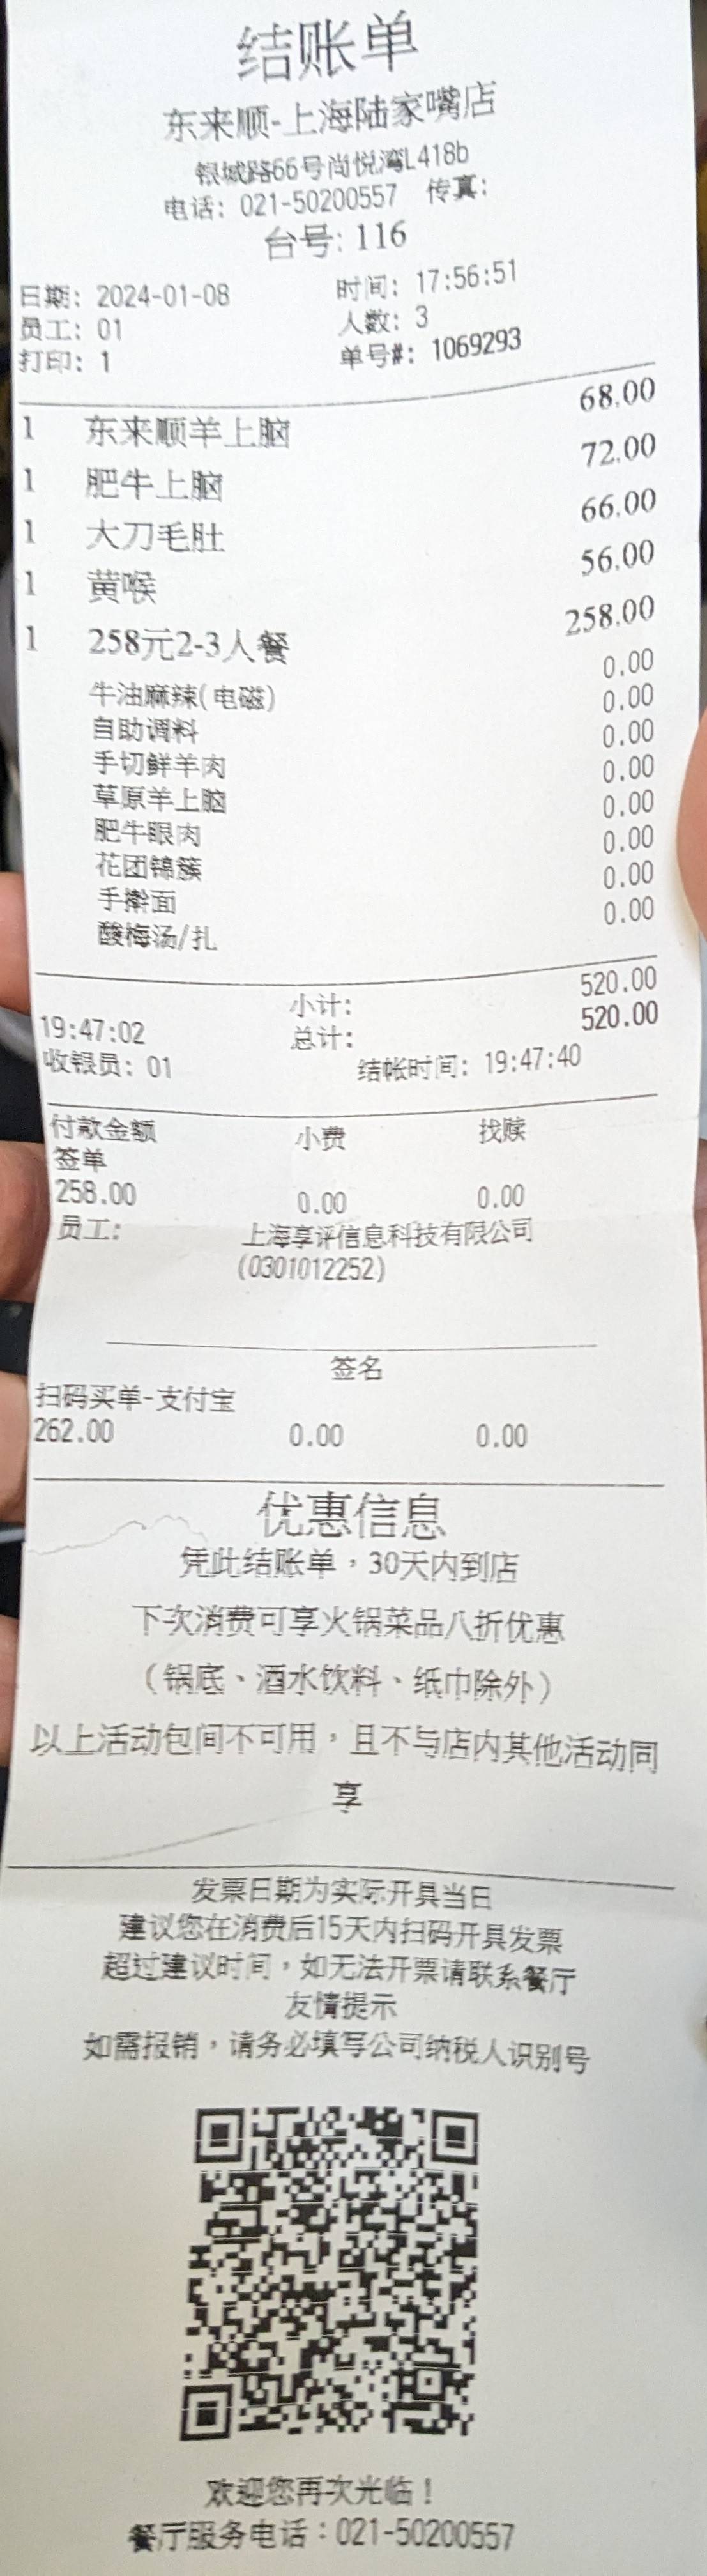 结账单
东来顺-上海陆家嘴店
银城路66号尚悦湾L418b
电话: 021-50200557 传真:
台号: 116
日期: 2024-01-08 时间: 17:56:51
员工: 01 人数: 3
打印: 1 单号#: 1069293
1 东来顺羊上脑 68.00
1 肥牛上脑 72.00
1 大刀毛肚 66.00
1 黄喉 56.00
1 258元2-3人餐 258.00
牛油麻辣(电磁) 0.00
自助调料 0.00
手切鲜羊肉 0.00
草原羊上脑 0.00
肥牛眼肉 0.00
花团锦簇 0.00
手擀面 0.00
酸梅汤/扎 0.00
小计: 520.00
19:47:02 总计: 520.00
收银员: 01 结帐时间: 19:47:40
付款金额 小费 找赎
签单
258.00 0.00 0.00
员工: 上海享评信息科技有限公司
(0301012252)
签名
扫码买单-支付宝
262.00 0.00 0.00
优惠信息
凭此结账单，30天内到店
下次消费可享火锅菜品八折优惠
（锅底、酒水饮料、纸巾除外）
以上活动包间不可用，且不与店内其他活动同
享
发票日期为实际开具当日
建议您在消费后15天内扫码开具发票
超过建议时间，如无法开票请联系餐厅
友情提示
如需报销，请务必填写公司纳税人识别号
欢迎您再次光临！
餐厅服务电话：021-50200557